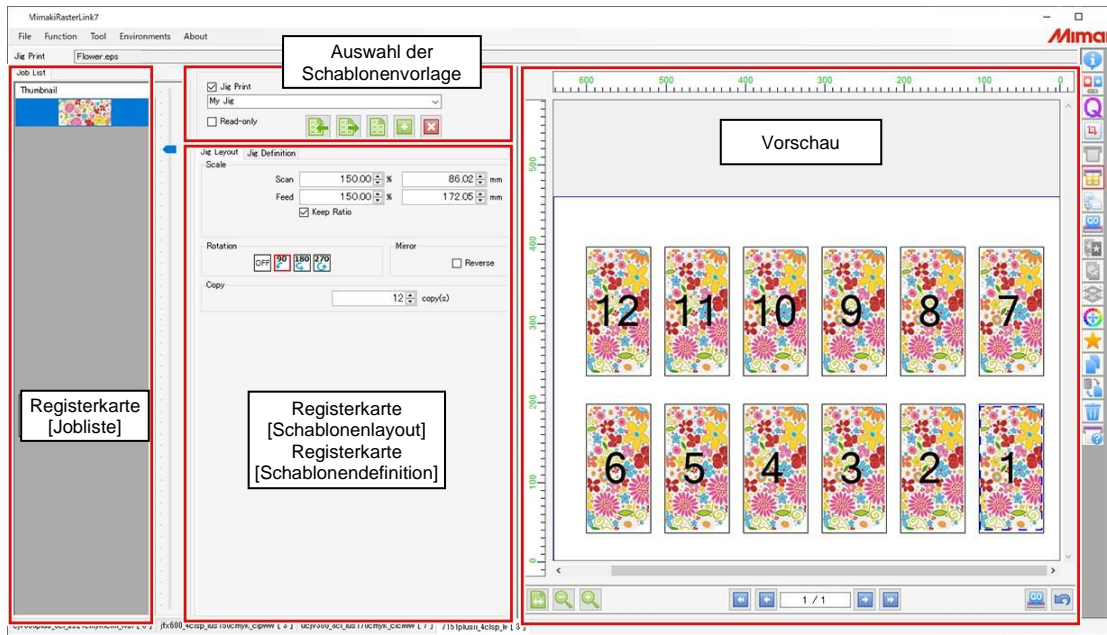 MimakiRasterLink7
File Function Tool Environments About
Jig Print Flower.eps
Job List
Thumbnail
Auswahl der
Schablonenvorlage
Jig Print
My Jig
Read-only
Jig Layout Jig Definition
Scale
Scan 150.00 % 86.02 mm
Feed 150.00 % 172.05 mm
Keep Ratio
Rotation Mirror
OFF 90 180 270 Reverse
Copy
12 copy(s)
Registerkarte
[Jobliste]
Registerkarte
[Schablonenlayout]
Registerkarte
[Schablonendefinition]
600 500 400 300 200 100 0
Vorschau
500
400
300
200
100
0
12 11 10 9 8 7
6 5 4 3 2 1
1 / 1
GO
GO
Q